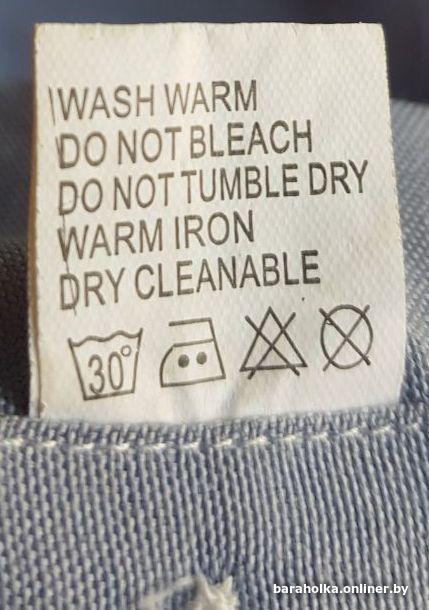 WASH WARM
DO NOT BLEACH
DO NOT TUMBLE DRY
WARM IRON
DRY CLEANABLE
30°
baraholka.onliner.by